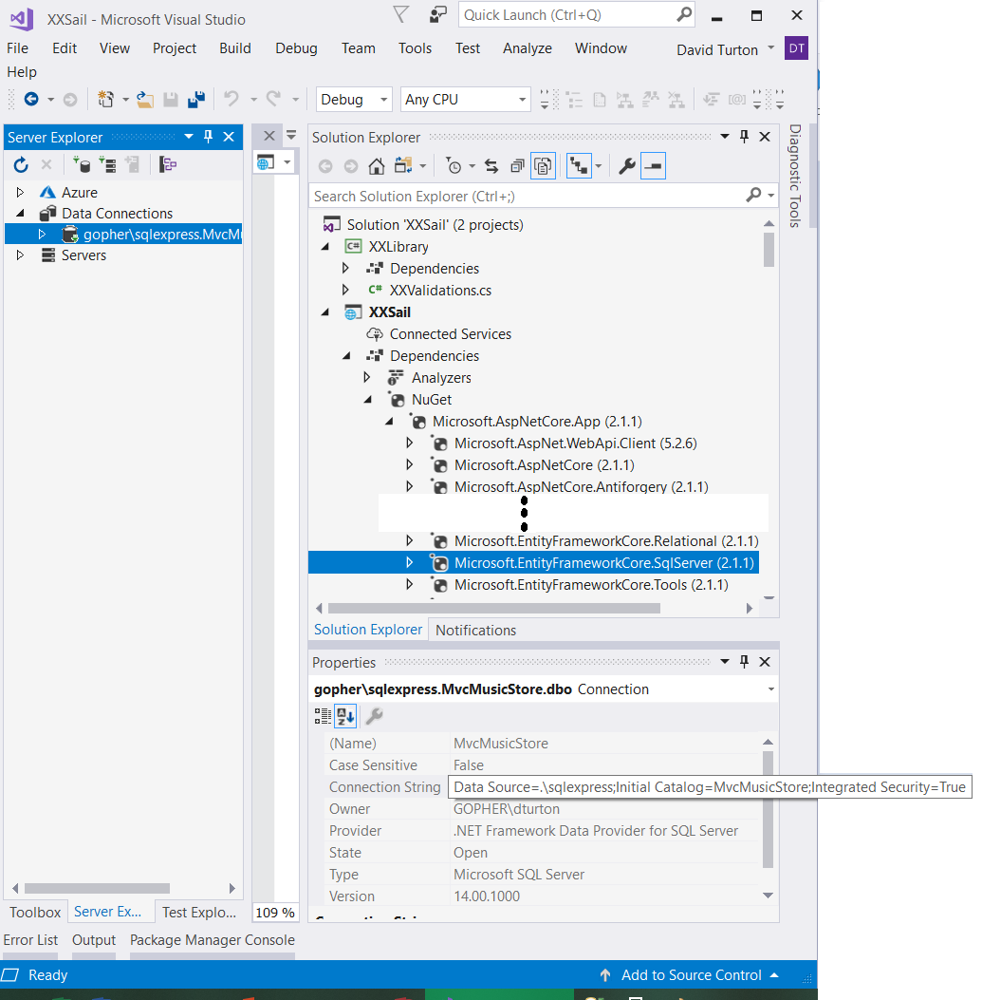 XXSail - Microsoft Visual Studio
Quick Launch (Ctrl+Q)
File Edit View Project Build Debug Team Tools Test Analyze Window
David Turton DT
Help
Debug Any CPU
Server Explorer
Azure
Data Connections
gopher\sqlexpress.MvcMu
Servers
Solution Explorer
Search Solution Explorer (Ctrl+;)
Solution 'XXSail' (2 projects)
C# XXLibrary
Dependencies
C# XXValidations.cs
XXSail
Connected Services
Dependencies
Analyzers
NuGet
Microsoft.AspNetCore.App (2.1.1)
Microsoft.AspNet.WebApi.Client (5.2.6)
Microsoft.AspNetCore (2.1.1)
Microsoft.AspNetCore.Antiforgery (2.1.1)
Microsoft.EntityFrameworkCore.Relational (2.1.1)
Microsoft.EntityFrameworkCore.SqlServer (2.1.1)
Microsoft.EntityFrameworkCore.Tools (2.1.1)
Solution Explorer Notifications
Diagnostic Tools
Properties
gopher\sqlexpress.MvcMusicStore.dbo Connection
(Name) MvcMusicStore
Case Sensitive False
Connection String Data Source=.\sqlexpress;Initial Catalog=MvcMusicStore;Integrated Security=True
Owner GOPHER\dturton
Provider .NET Framework Data Provider for SQL Server
State Open
Type Microsoft SQL Server
Version 14.00.1000
Toolbox Server Ex... Test Explo...
109 %
Error List Output Package Manager Console
Ready Add to Source Control